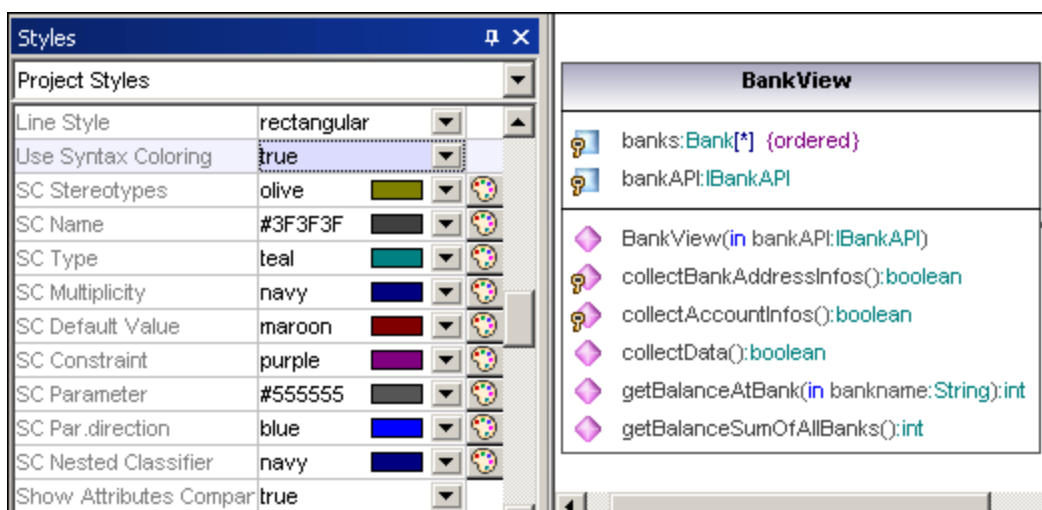 Styles
Project Styles
Line Style rectangular
Use Syntax Coloring true
SC Stereotypes olive
SC Name #3F3F3F
SC Type teal
SC Multiplicity navy
SC Default Value maroon
SC Constraint purple
SC Parameter #555555
SC Par.direction blue
SC Nested Classifier navy
Show Attributes Compar true
BankView
banks:Bank[*] {ordered}
bankAPI:IBankAPI
BankView(in bankAPI:IBankAPI)
collectBankAddressInfos():boolean
collectAccountInfos():boolean
collectData():boolean
getBalanceAtBank(in bankname:String):int
getBalanceSumOfAllBanks():int